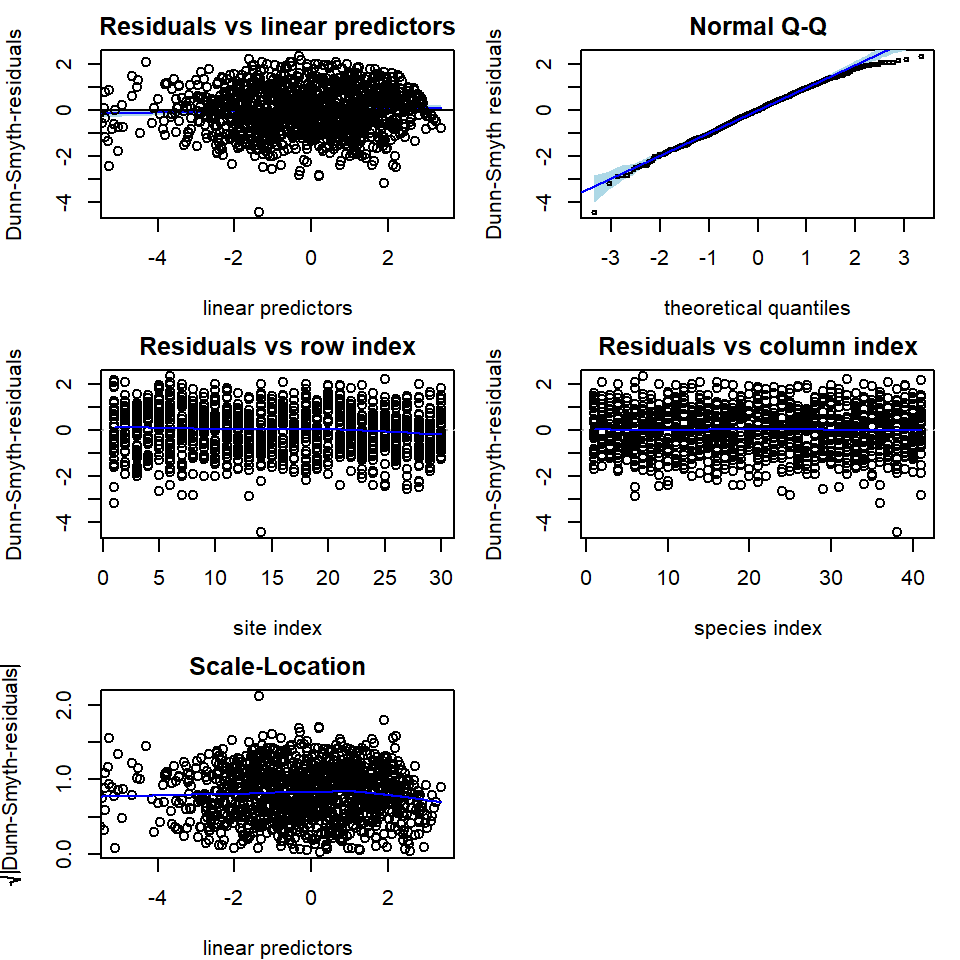 Residuals vs linear predictors
Dunn-Smyth-residuals
2
0
-2
-4
-4 -2 0 2
linear predictors
Normal Q-Q
Dunn-Smyth residuals
2
0
-2
-4
-3 -2 -1 0 1 2 3
theoretical quantiles
Residuals vs row index
Dunn-Smyth-residuals
2
0
-2
-4
0 5 10 15 20 25 30
site index
Residuals vs column index
Dunn-Smyth-residuals
2
0
-2
-4
0 10 20 30 40
species index
Scale-Location
√|Dunn-Smyth-residuals|
2.0
1.0
0.0
-4 -2 0 2
linear predictors